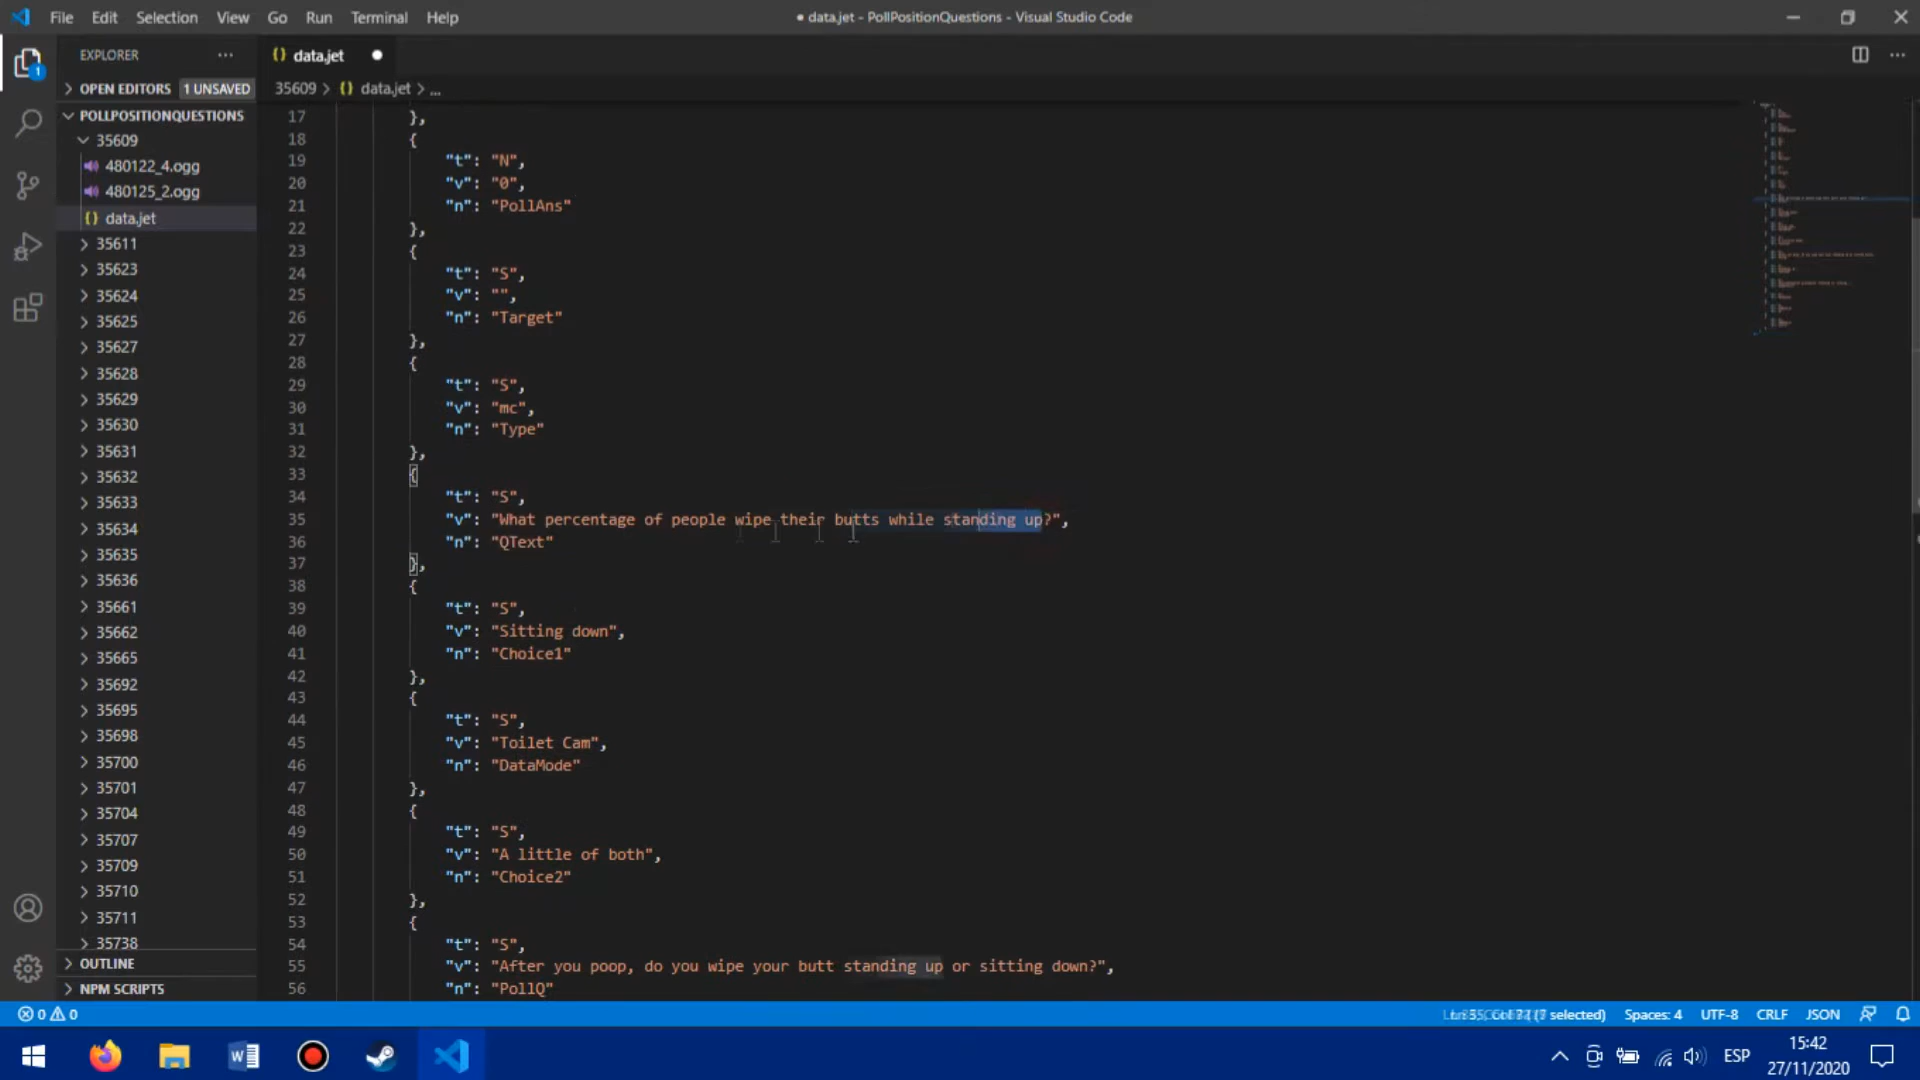 File Edit Selection View Go Run Terminal Help
● data.jet - PollPositionQuestions - Visual Studio Code
EXPLORER
OPEN EDITORS 1 UNSAVED
POLLPOSITIONQUESTIONS
35609
480122_4.ogg
480125_2.ogg
{} data.jet
35611
35623
35624
35625
35627
35628
35629
35630
35631
35632
35633
35634
35635
35636
35661
35662
35665
35692
35695
35698
35700
35701
35704
35707
35709
35710
35711
35738
OUTLINE
NPM SCRIPTS
1
{} data.jet ●
35609 > {} data.jet > ...
17 },
18 {
19 "t": "N",
20 "v": "0",
21 "n": "PollAns"
22 },
23 {
24 "t": "S",
25 "v": "",
26 "n": "Target"
27 },
28 {
29 "t": "S",
30 "v": "mc",
31 "n": "Type"
32 },
33 {
34 "t": "S",
35 "v": "What percentage of people wipe their butts while standing up?",
36 "n": "QText"
37 },
38 {
39 "t": "S",
40 "v": "Sitting down",
41 "n": "Choice1"
42 },
43 {
44 "t": "S",
45 "v": "Toilet Cam",
46 "n": "DataMode"
47 },
48 {
49 "t": "S",
50 "v": "A little of both",
51 "n": "Choice2"
52 },
53 {
54 "t": "S",
55 "v": "After you poop, do you wipe your butt standing up or sitting down?",
56 "n": "PollQ"
0 0
selected) Spaces: 4 UTF-8 CRLF JSON
ESP
15:42
27/11/2020